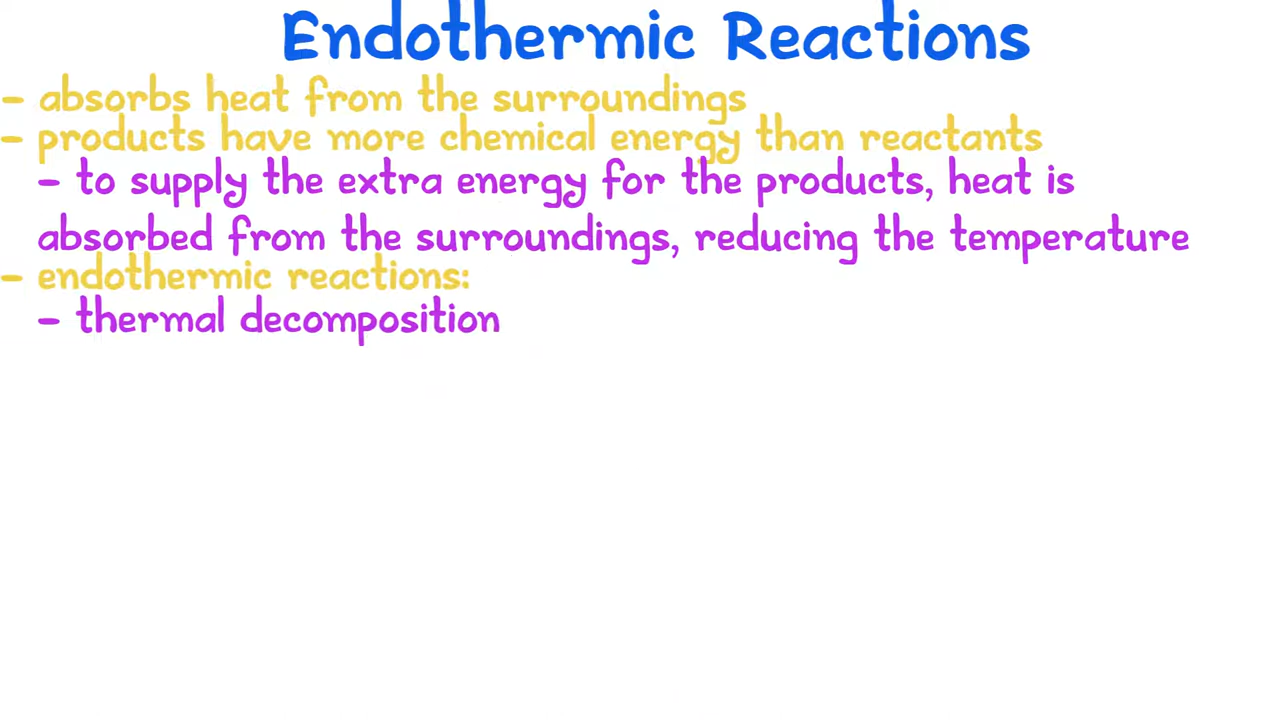 Endothermic Reactions
- absorbs heat from the surroundings
- products have more chemical energy than reactants
- to supply the extra energy for the products, heat is
absorbed from the surroundings, reducing the temperature
- endothermic reactions:
- thermal decomposition